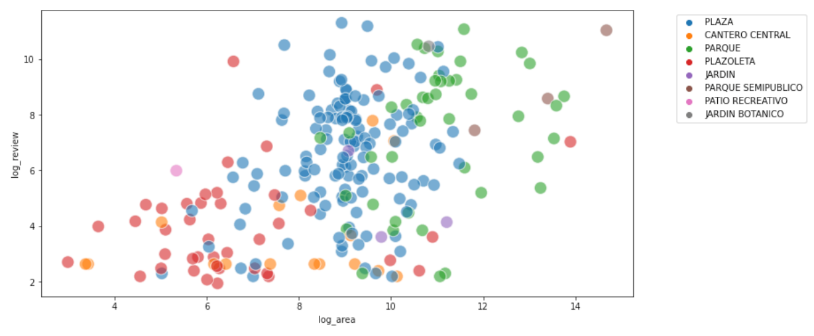 PLAZA
CANTERO CENTRAL
PARQUE
PLAZOLETA
JARDIN
PARQUE SEMIPUBLICO
PATIO RECREATIVO
JARDIN BOTANICO
log_review
10
8
6
4
2
4
6
8
10
12
14
log_area